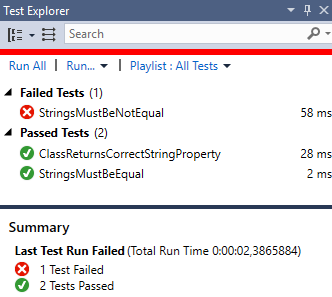 Test Explorer
Search
Run All | Run... | Playlist : All Tests
Failed Tests (1)
StringsMustBeNotEqual 58 ms
Passed Tests (2)
ClassReturnsCorrectStringProperty 28 ms
StringsMustBeEqual 2 ms
Summary
Last Test Run Failed (Total Run Time 0:00:02,3865884)
1 Test Failed
2 Tests Passed